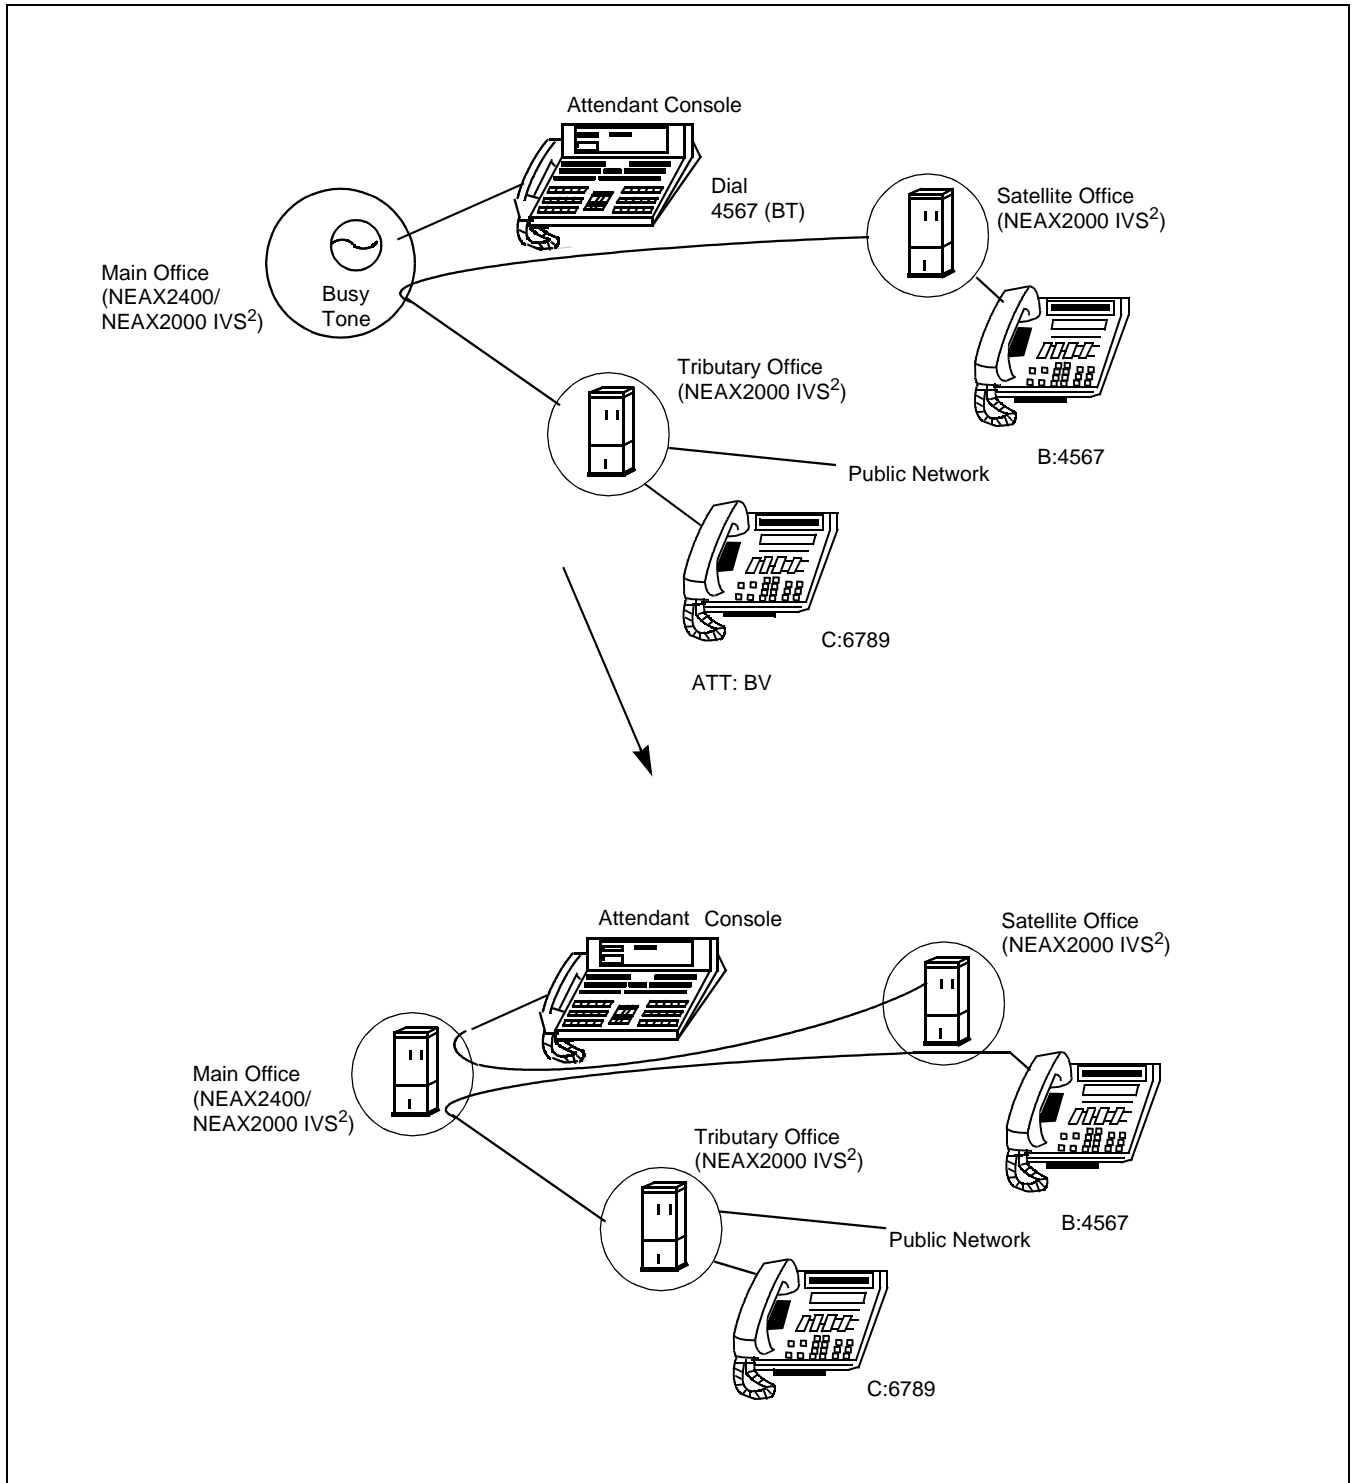 Attendant Console
Dial
4567 (BT)
Satellite Office
(NEAX2000 IVS2)
Main Office
(NEAX2400/
NEAX2000 IVS2)
Busy
Tone
Tributary Office
(NEAX2000 IVS2)
B:4567
Public Network
C:6789
ATT: BV
Attendant Console
Satellite Office
(NEAX2000 IVS2)
Main Office
(NEAX2400/
NEAX2000 IVS2)
Tributary Office
(NEAX2000 IVS2)
B:4567
Public Network
C:6789